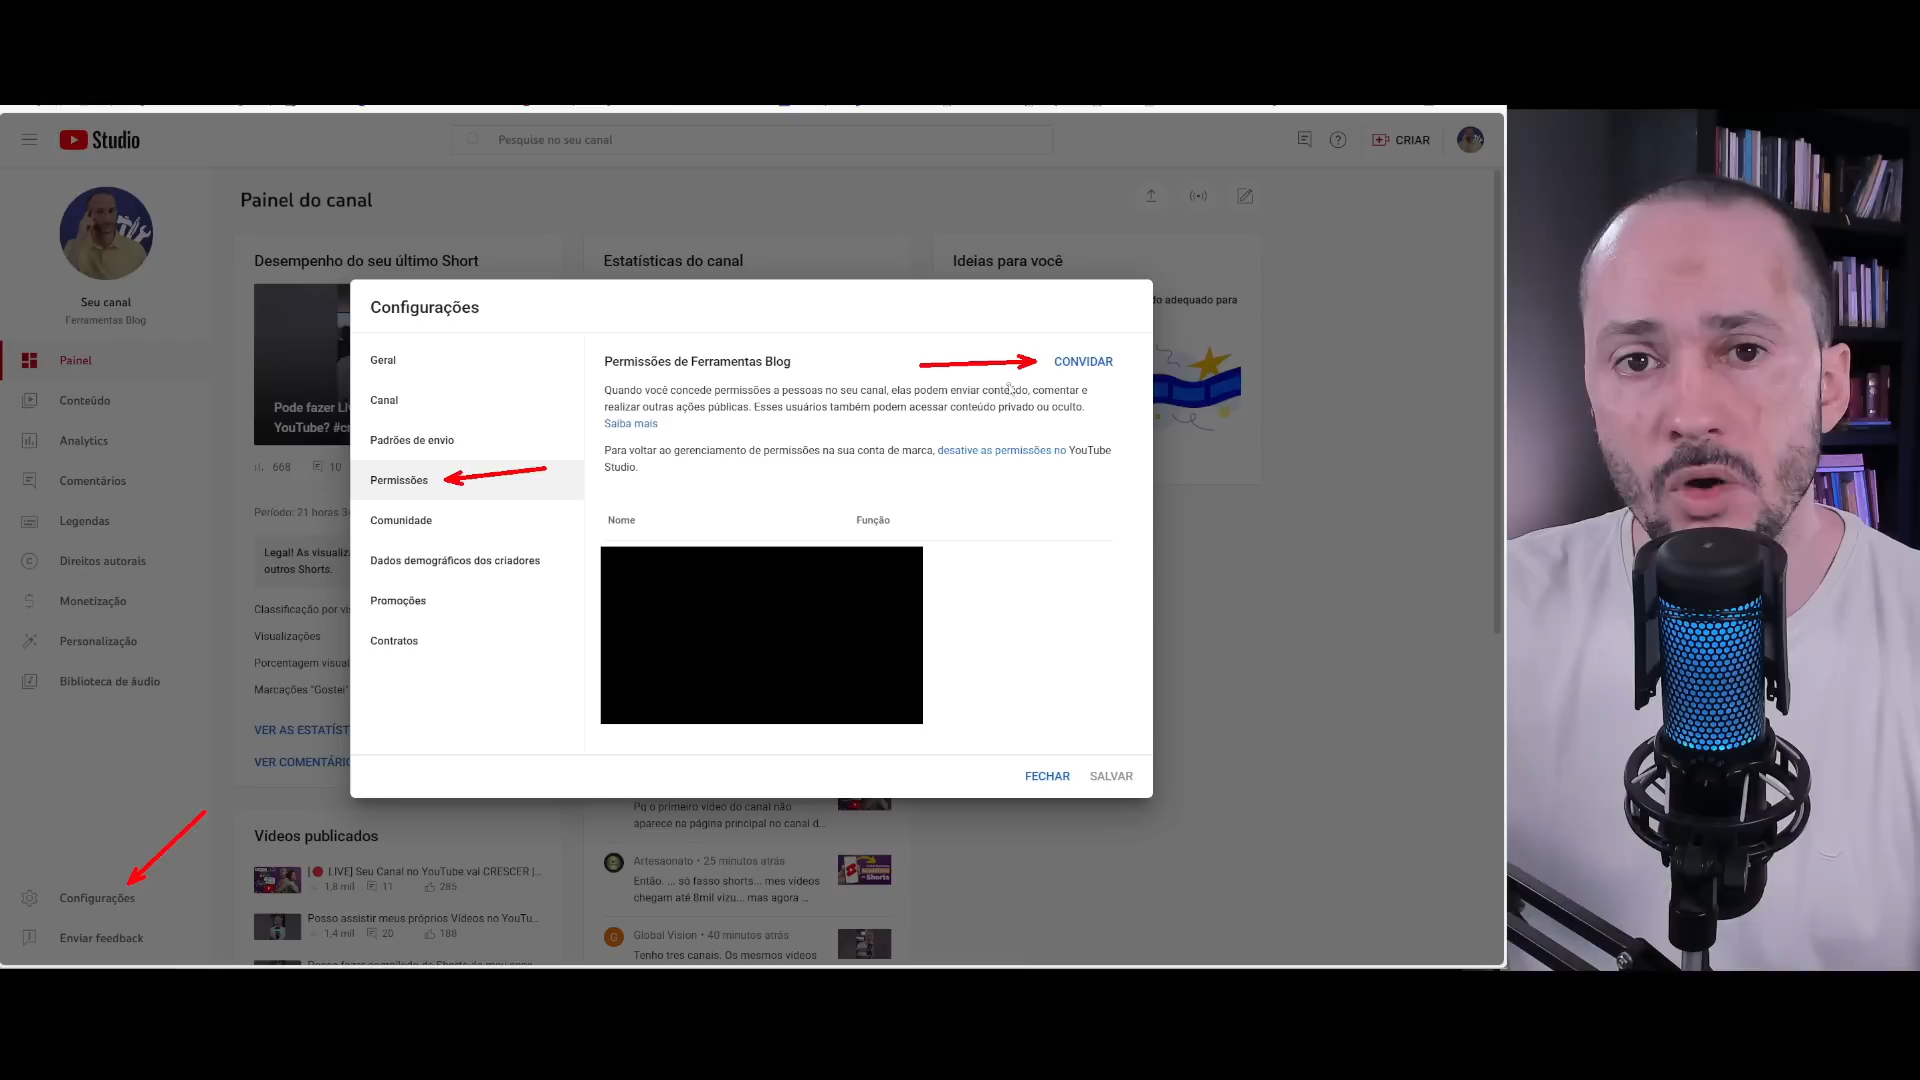 Studio
Pesquise no seu canal
CRIAR
Seu canal
Ferramentas Blog
Painel
Conteúdo
Analytics
Comentários
Legendas
Direitos autorais
Monetização
Personalização
Biblioteca de áudio
Configurações
Enviar feedback
Painel do canal
Desempenho do seu último Short
Pode fazer
YouTube?
668
10
Período: 21 horas
Legal! As
outros Shorts.
Classificação por
Visualizações
Porcentagem
Marcações "Gostei"
VER AS
VER
Vídeos publicados
LIVE] Seu Canal no YouTube vai CRESCER |...
1,8 mil
11
285
Posso assistir meus próprios Vídeos no YouTu...
1,4 mil
20
188
Estatísticas do canal
Pq o primeiro vídeo do canal não
aparece na página principal no canal d...
Artesaonato • 25 minutos atrás
Então. ... só fasso shorts... mes vídeos
chegam até 8mil vizu... mas agora ...
G
Global Vision • 40 minutos atrás
Tenho tres canais. Os mesmos vídeos
Ideias para você
adequado para
Configurações
Geral
Canal
Padrões de envio
Permissões
Comunidade
Dados demográficos dos criadores
Promoções
Contratos
Permissões de Ferramentas Blog
CONVIDAR
Quando você concede permissões a pessoas no seu canal, elas podem enviar conteúdo, comentar e
realizar outras ações públicas. Esses usuários também podem acessar conteúdo privado ou oculto.
Saiba mais
Para voltar ao gerenciamento de permissões na sua conta de marca, desative as permissões no YouTube
Studio.
Nome
Função
FECHAR
SALVAR